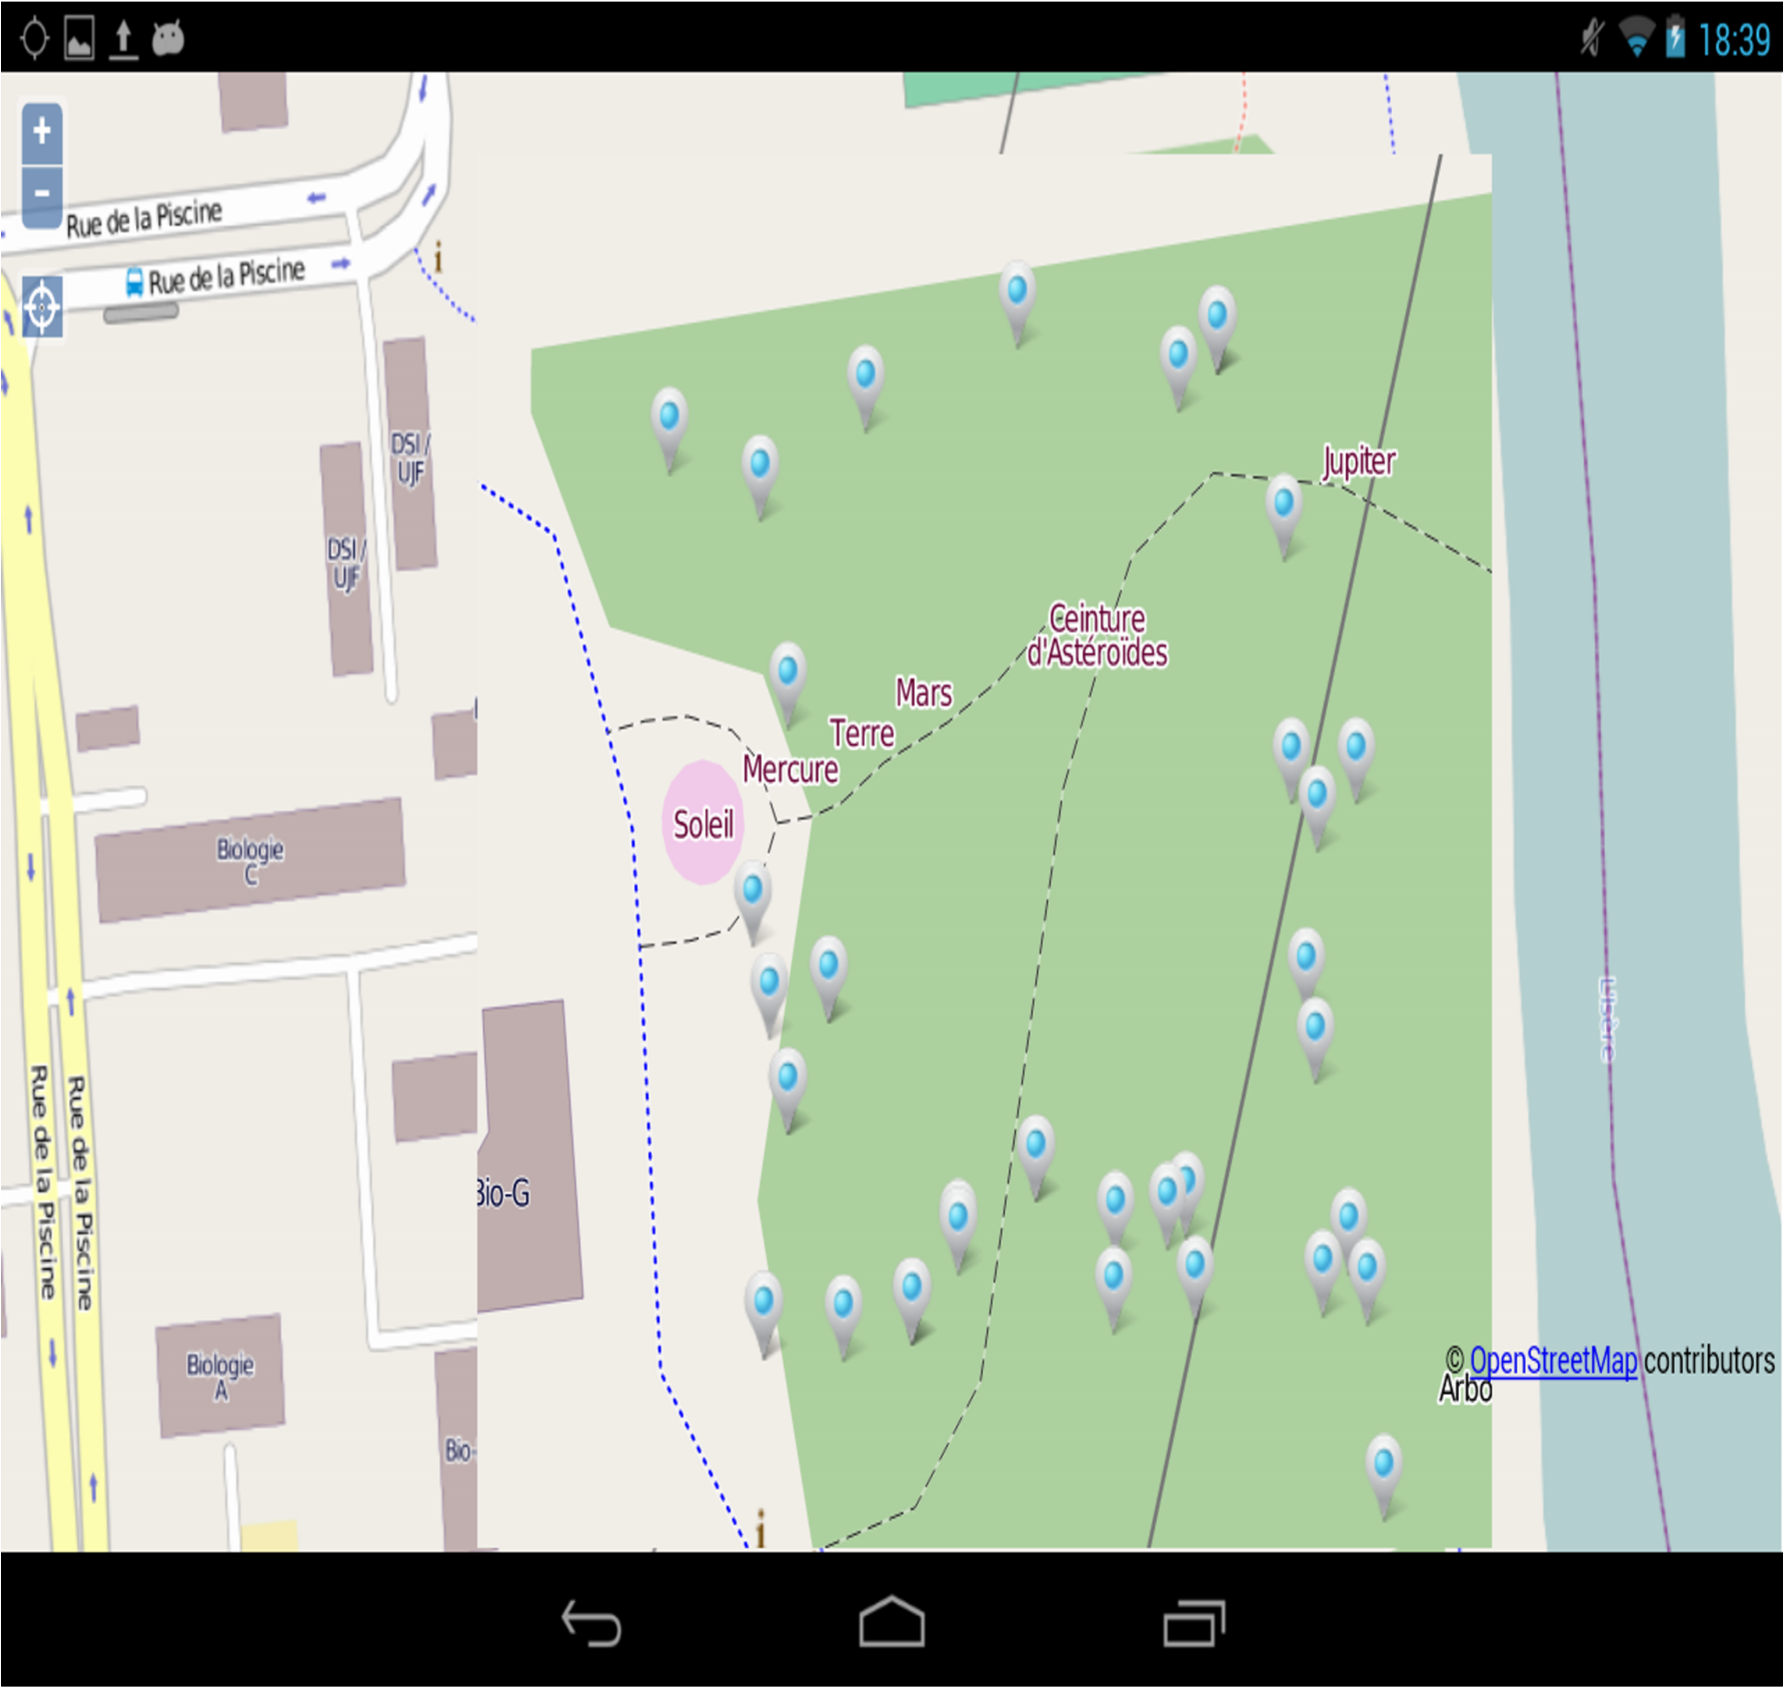 18:39
+
−
Rue de la Piscine
Rue de la Piscine
i
DSI /
UJF
DSI /
UJF
Jupiter
Ceinture
d'Astéroïdes
Mars
Terre
Mercure
Soleil
Biologie
C
L'Isère
Rue de la Piscine
Rue de la Piscine
Bio-G
Biologie
A
© OpenStreetMap contributors
Arbo
Bio-
i